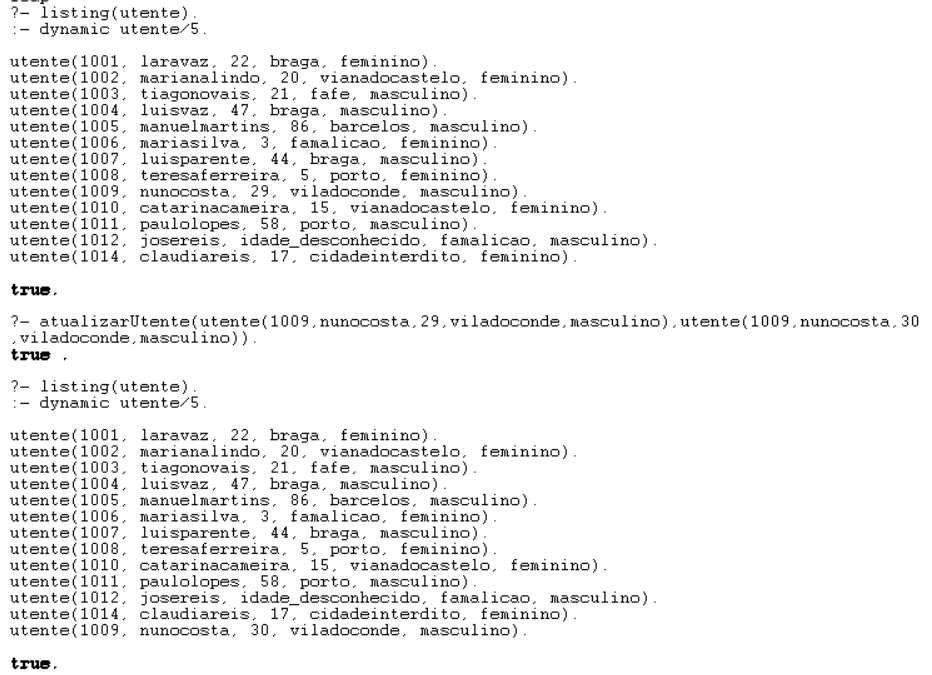 ?- listing(utente).
:- dynamic utente/5.
utente(1001, laravaz, 22, braga, feminino).
utente(1002, marianalindo, 20, vianadocastelo, feminino).
utente(1003, tiagonovais, 21, fafe, masculino).
utente(1004, luisvaz, 47, braga, masculino).
utente(1005, manuelmartins, 86, barcelos, masculino).
utente(1006, mariasilva, 3, famalicao, feminino).
utente(1007, luisparente, 44, braga, masculino).
utente(1008, teresaferreira, 5, porto, feminino).
utente(1009, nunocosta, 29, viladoconde, masculino).
utente(1010, catarinacameira, 15, vianadocastelo, feminino).
utente(1011, paulolopes, 58, porto, masculino).
utente(1012, josereis, idade_desconhecido, famalicao, masculino).
utente(1014, claudiareis, 17, cidadeinterdito, feminino).
true.
?- atualizarUtente(utente(1009,nunocosta,29,viladoconde,masculino),utente(1009,nunocosta,30
,viladoconde,masculino)).
true .
?- listing(utente).
:- dynamic utente/5.
utente(1001, laravaz, 22, braga, feminino).
utente(1002, marianalindo, 20, vianadocastelo, feminino).
utente(1003, tiagonovais, 21, fafe, masculino).
utente(1004, luisvaz, 47, braga, masculino).
utente(1005, manuelmartins, 86, barcelos, masculino).
utente(1006, mariasilva, 3, famalicao, feminino).
utente(1007, luisparente, 44, braga, masculino).
utente(1008, teresaferreira, 5, porto, feminino).
utente(1010, catarinacameira, 15, vianadocastelo, feminino).
utente(1011, paulolopes, 58, porto, masculino).
utente(1012, josereis, idade_desconhecido, famalicao, masculino).
utente(1014, claudiareis, 17, cidadeinterdito, feminino).
utente(1009, nunocosta, 30, viladoconde, masculino).
true.